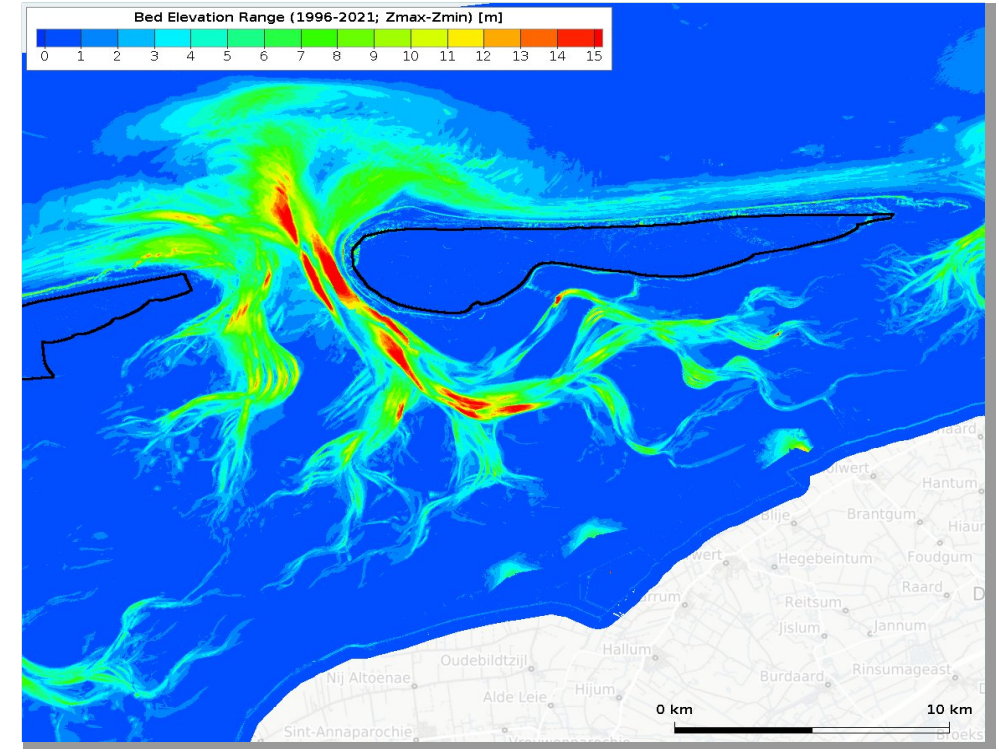 Bed Elevation Range (1996-2021; Zmax-Zmin) [m]
0 1 2 3 4 5 6 7 8 9 10 11 12 13 14 15
Hantum
Blije
Brantgum
Hegebeintum
Foudgum
Raard
Reitsum
Jislum
Jannum
Hallum
Oudebildtzijl
Rinsumageast
Nij Altoenae
Burdaard
Hijum
Alde Leie
0 km 10 km
Sint-Annaparochie
Vrouwenparochie